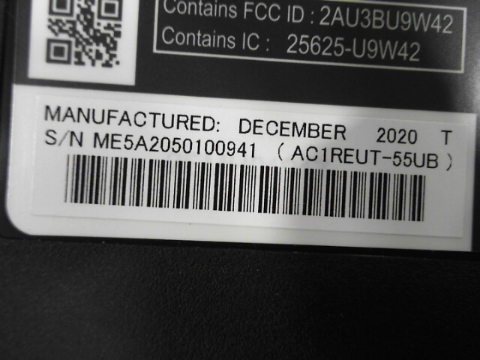 Contains FCC ID : 2AU3BU9W42
Contains IC : 25625-U9W42
MANUFACTURED: DECEMBER 2020 T
S/N ME5A2050100941 ( AC1REUT-55UB )